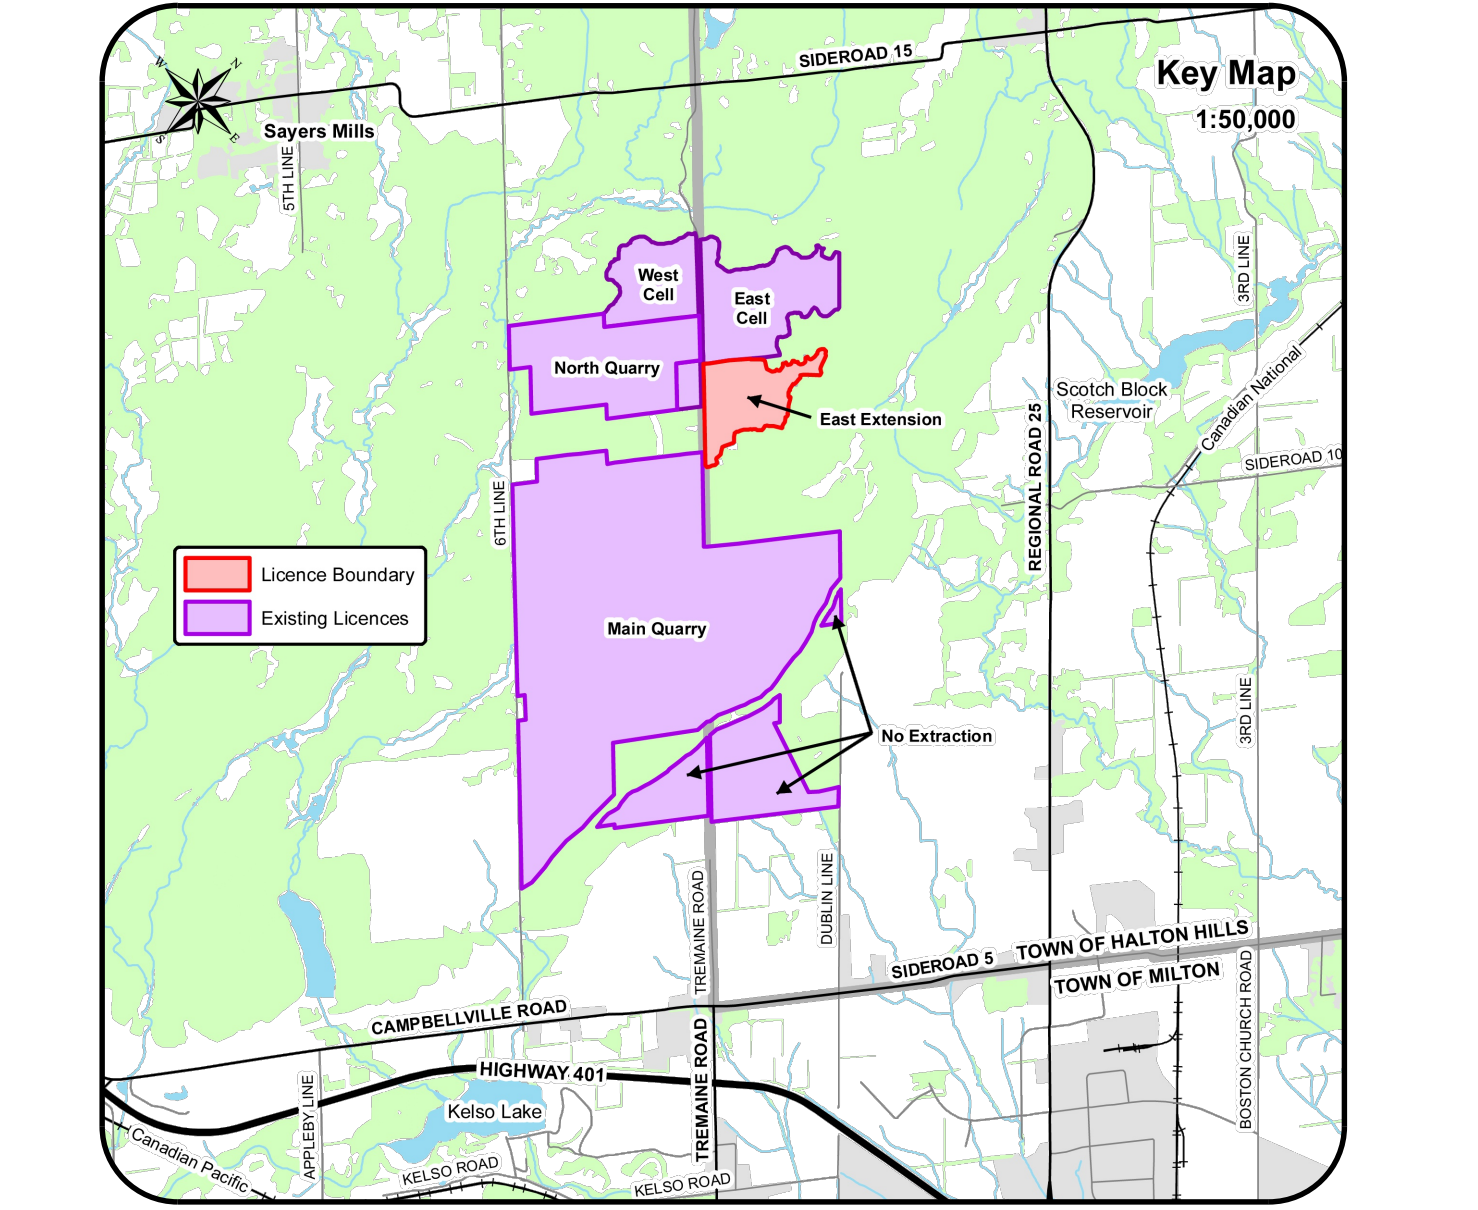 SIDEROAD 15
Key Map
1:50,000
W
N
S
E
Sayers Mills
5TH LINE
3RD LINE
West
Cell
East
Cell
North Quarry
East Extension
Scotch Block
Reservoir
Canadian National
REGIONAL ROAD 25
SIDEROAD 10
6TH LINE
Licence Boundary
Existing Licences
Main Quarry
3RD LINE
No Extraction
DUBLIN LINE
TREMAINE ROAD
TOWN OF HALTON HILLS
SIDEROAD 5
TOWN OF MILTON
CAMPBELLVILLE ROAD
BOSTON CHURCH ROAD
TREMAINE ROAD
HIGHWAY 401
APPLEBY LINE
Kelso Lake
Canadian Pacific
KELSO ROAD
KELSO ROAD